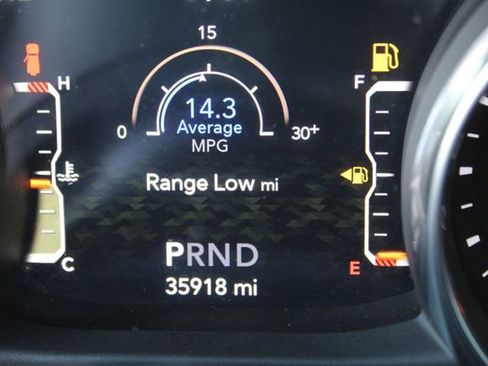 15
H
F
14.3
0
Average
30+
MPG
Range Low mi
PRND
C
E
35918 mi